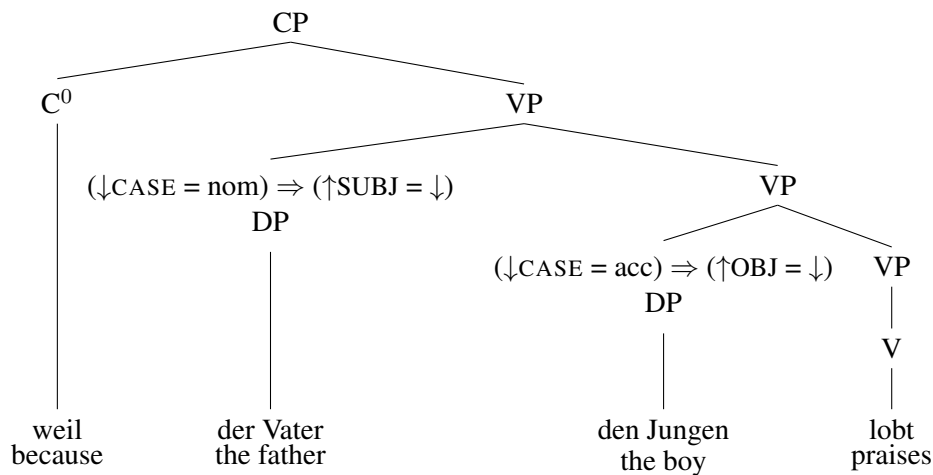 CP
C⁰
VP
(↓CASE = nom) ⇒ (↑SUBJ = ↓)
DP
VP
(↓CASE = acc) ⇒ (↑OBJ = ↓)
DP
VP
V
weil
because
der Vater
the father
den Jungen
the boy
lobt
praises